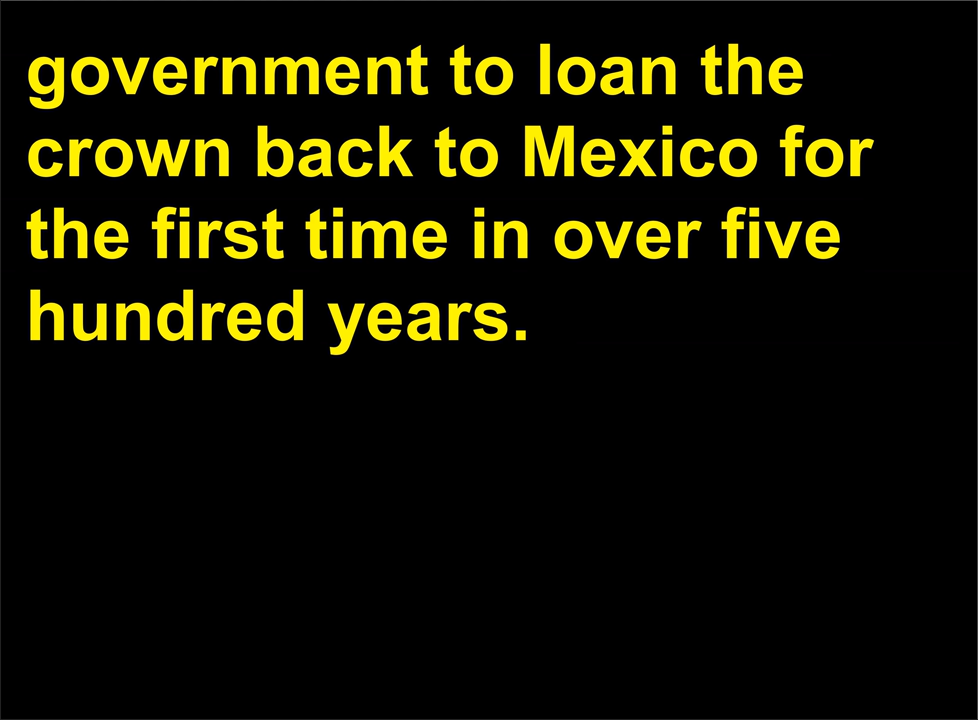 government to loan the
crown back to Mexico for
the first time in over five
hundred years.